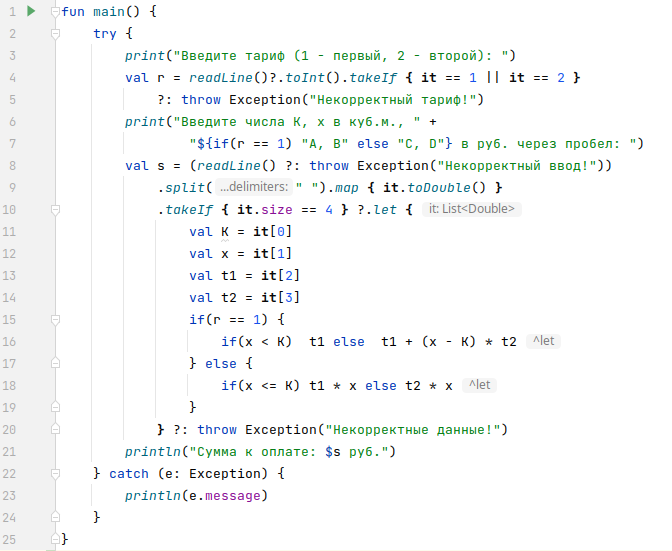 1 fun main() {
2 try {
3 print("Введите тариф (1 - первый, 2 - второй): ")
4 val r = readLine()?.toInt().takeIf { it == 1 || it == 2 }
5 ?: throw Exception("Некорректный тариф!")
6 print("Введите числа K, x в куб.м., " +
7 "${if(r == 1) "A, B" else "C, D"} в руб. через пробел: ")
8 val s = (readLine() ?: throw Exception("Некорректный ввод!"))
9 .split( ...delimiters: " ").map { it.toDouble() }
10 .takeIf { it.size == 4 } ?.let { it: List<Double>
11 val K = it[0]
12 val x = it[1]
13 val t1 = it[2]
14 val t2 = it[3]
15 if(r == 1) {
16 if(x < K)  t1 else  t1 + (x - K) * t2 ^let
17 } else {
18 if(x <= K) t1 * x else t2 * x ^let
19 }
20 } ?: throw Exception("Некорректные данные!")
21 println("Сумма к оплате: $s руб.")
22 } catch (e: Exception) {
23 println(e.message)
24 }
25 }